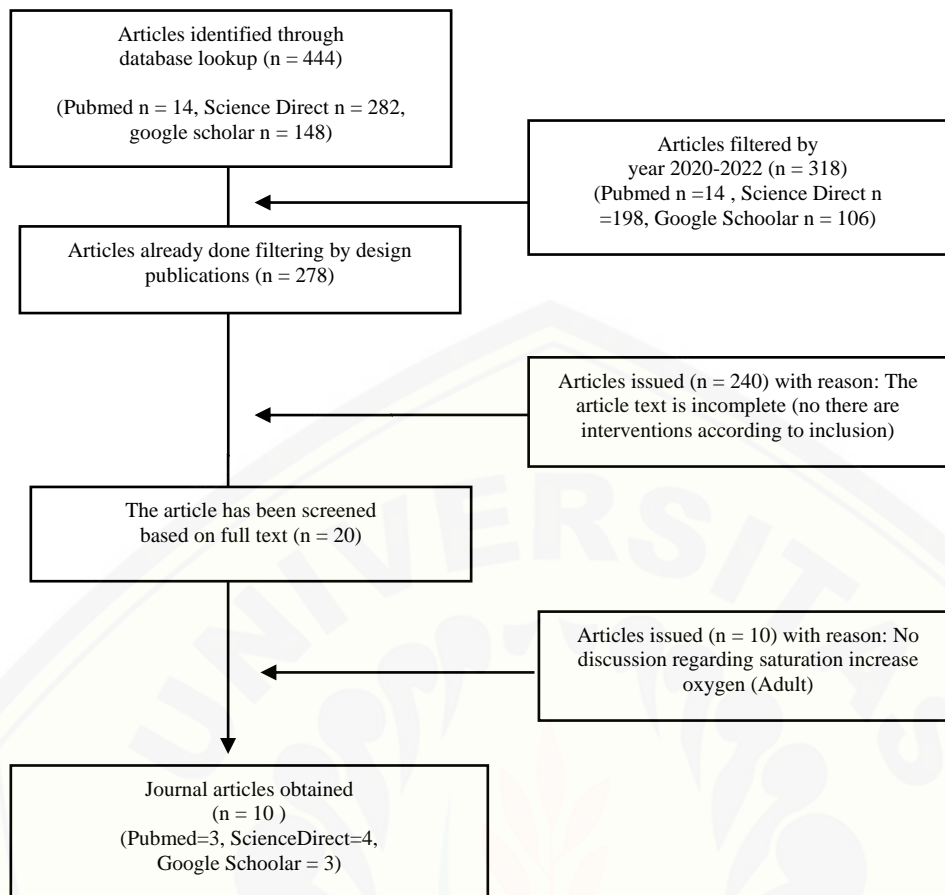 Articles identified through
database lookup (n = 444)
(Pubmed n = 14, Science Direct n = 282,
google scholar n = 148)
Articles filtered by
year 2020-2022 (n = 318)
(Pubmed n =14 , Science Direct n
=198, Google Schoolar n = 106)
Articles already done filtering by design
publications (n = 278)
Articles issued (n = 240) with reason: The
article text is incomplete (no there are
interventions according to inclusion)
The article has been screened
based on full text (n = 20)
Articles issued (n = 10) with reason: No
discussion regarding saturation increase
oxygen (Adult)
Journal articles obtained
(n = 10 )
(Pubmed=3, ScienceDirect=4,
Google Schoolar = 3)
UNIVERSITAS